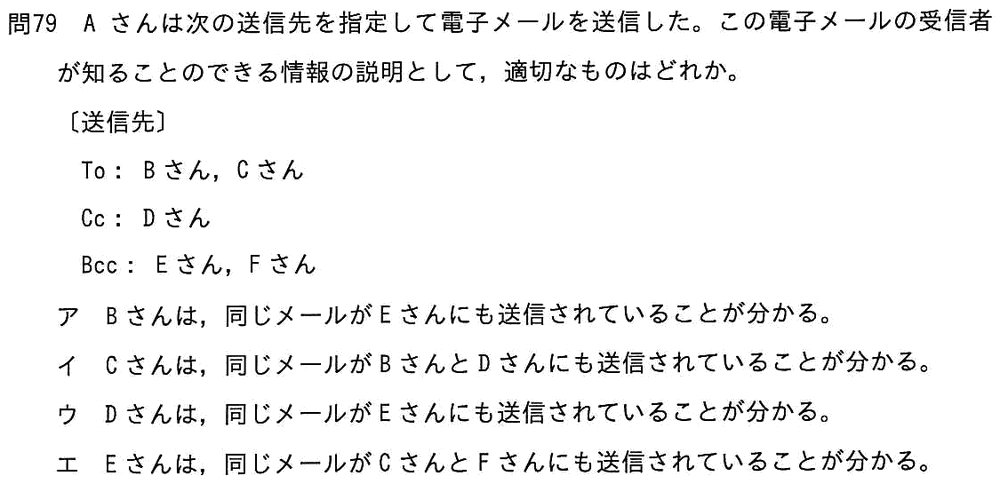 問79 A さんは次の送信先を指定して電子メールを送信した。この電子メールの受信者
が知ることのできる情報の説明として，適切なものはどれか。
〔送信先〕
To： B さん，C さん
Cc： D さん
Bcc： E さん，F さん
ア B さんは，同じメールが E さんにも送信されていることが分かる。
イ C さんは，同じメールが B さんと D さんにも送信されていることが分かる。
ウ D さんは，同じメールが E さんにも送信されていることが分かる。
エ E さんは，同じメールが C さんと F さんにも送信されていることが分かる。